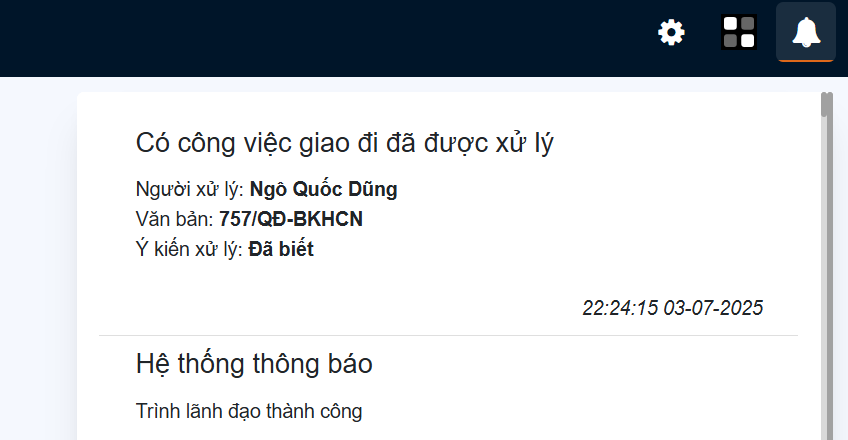 Có công việc giao đi đã được xử lý
Người xử lý: Ngô Quốc Dũng
Văn bản: 757/QĐ-BKHCN
Ý kiến xử lý: Đã biết
22:24:15 03-07-2025
Hệ thống thông báo
Trình lãnh đạo thành công